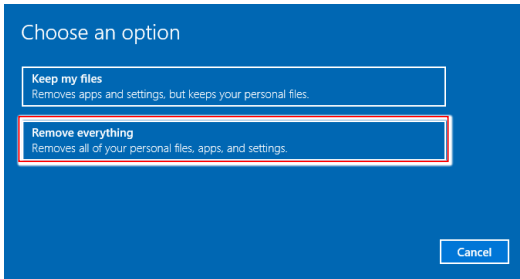 Choose an option
Keep my files
Removes apps and settings, but keeps your personal files.
Remove everything
Removes all of your personal files, apps, and settings.
Cancel